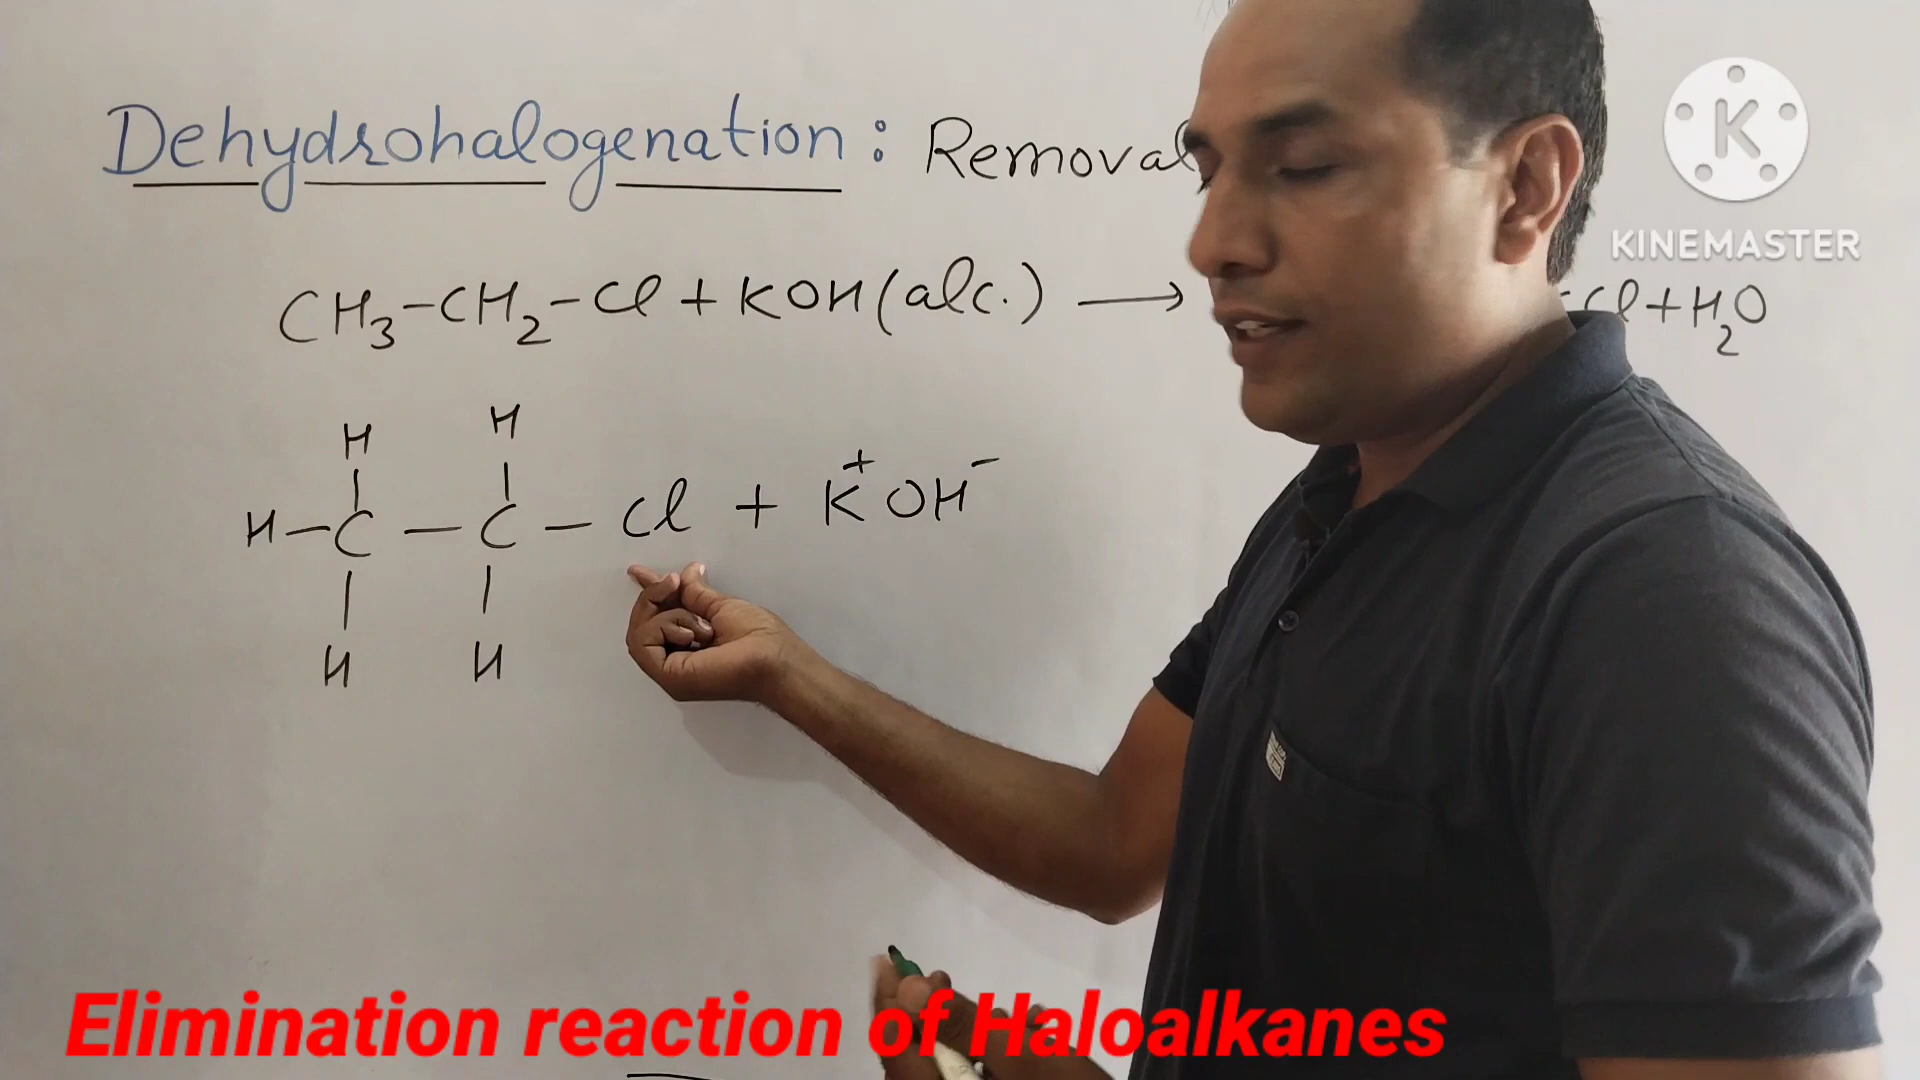 Dehydrohalogenation : Removal
K
KINEMASTER
CH₃-CH₂-Cl + KOH (alc.) ⟶ -Cl + H₂O
H H
H-C-C-Cl + K⁺OH⁻
H H
Elimination reaction of Haloalkanes